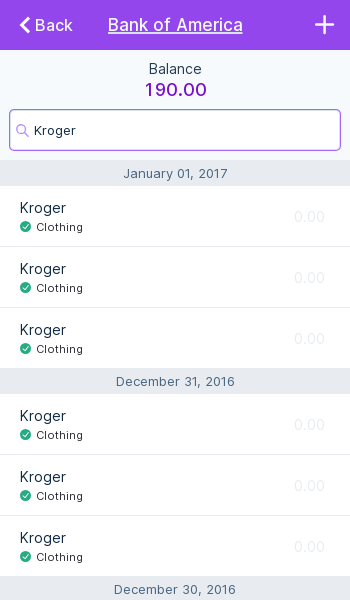 Back
Bank of America
Balance
190.00
Kroger
January 01, 2017
Kroger
0.00
Clothing
Kroger
0.00
Clothing
Kroger
0.00
Clothing
December 31, 2016
Kroger
0.00
Clothing
Kroger
0.00
Clothing
Kroger
0.00
Clothing
December 30, 2016